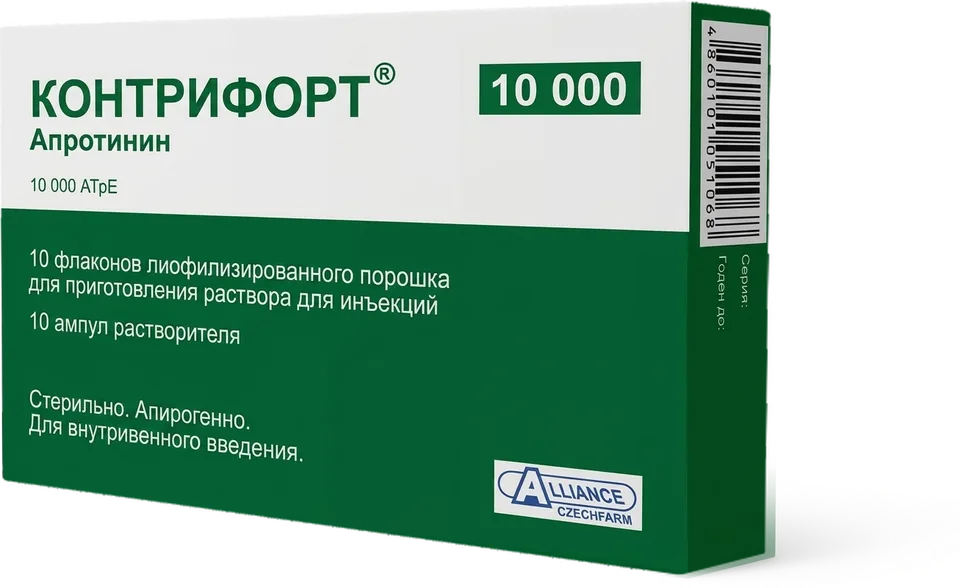 КОНТРИФОРТ®
Апротинин
10 000 АТрЕ
10 000
10 флаконов лиофилизированного порошка
для приготовления раствора для инъекций
10 ампул растворителя
Стерильно. Апирогенно.
Для внутривенного введения.
ALLIANCE
CZECHFARM
4860101051068
Серия:
Годен до: